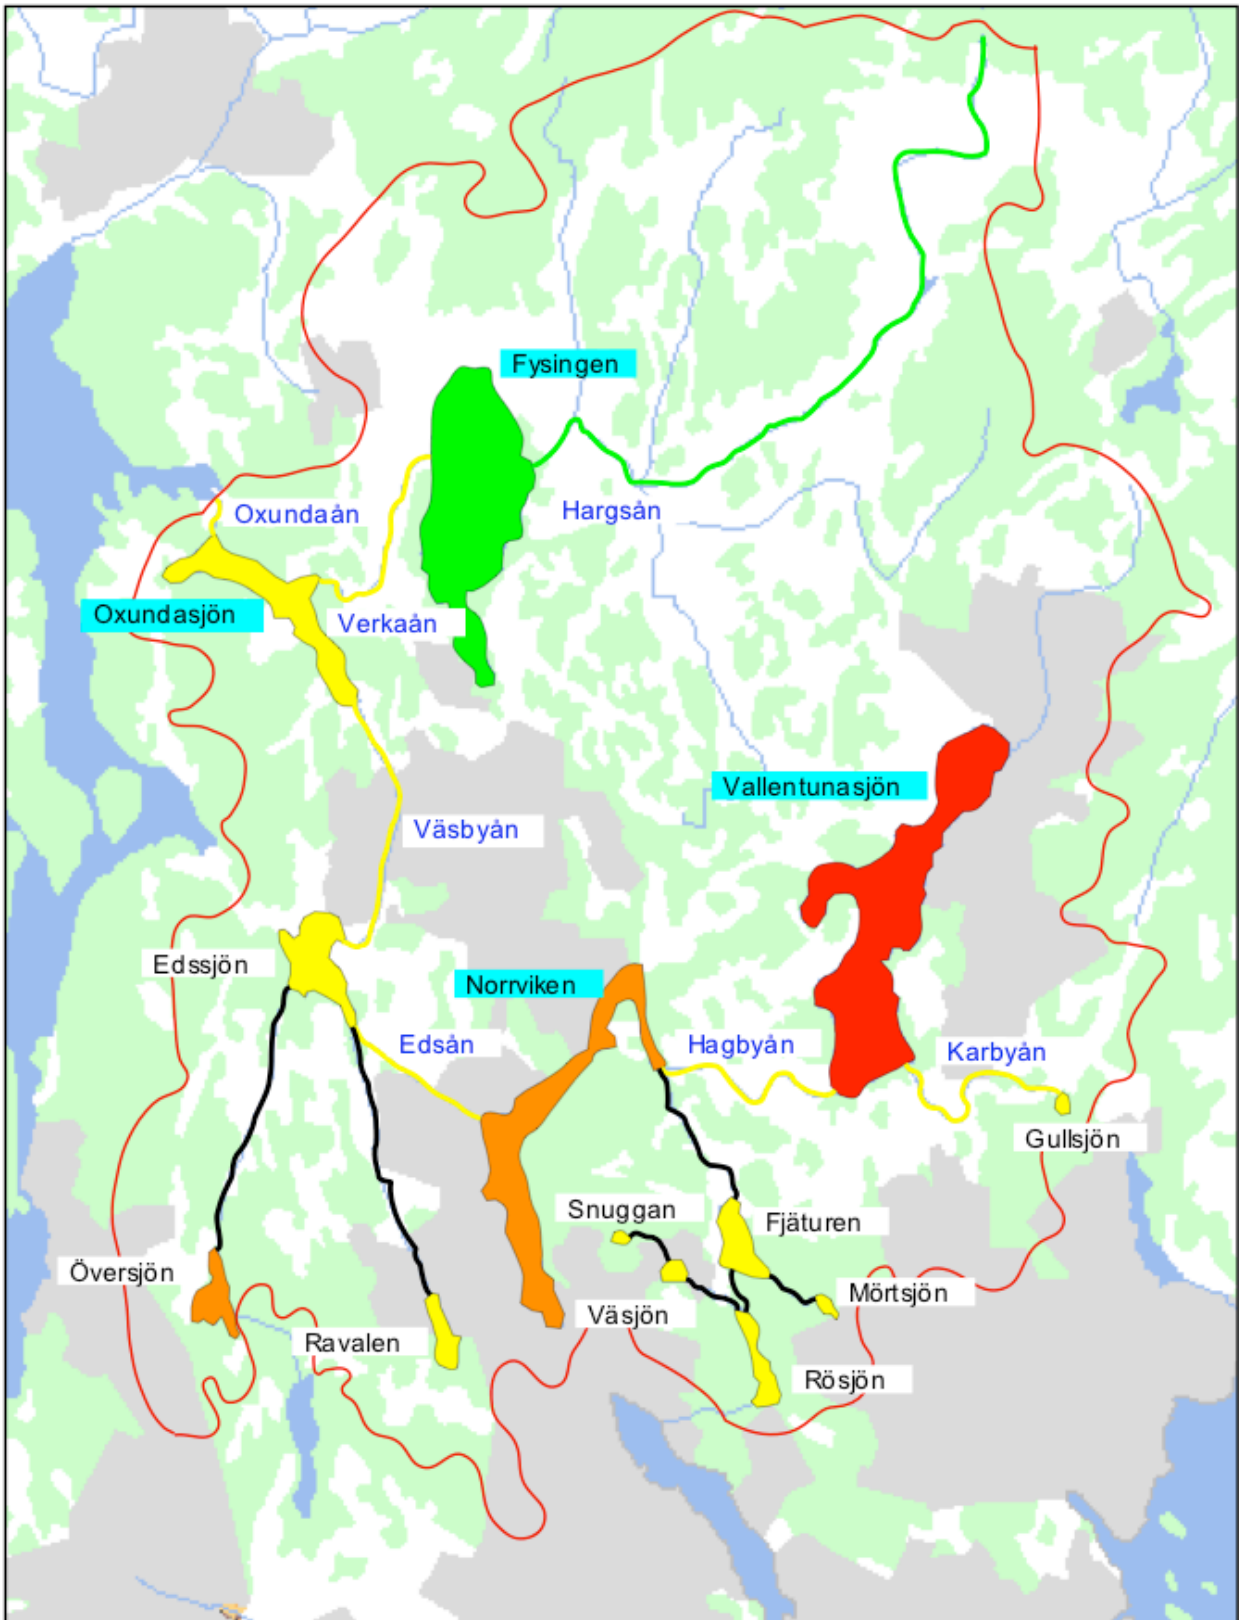 Fysingen
Oxundaån
Hargsån
Oxundasjön
Verkaån
Vallentunasjön
Väsbyån
Edssjön
Norrviken
Edsån
Hagbyån
Karbyån
Gullsjön
Snuggan
Fjäturen
Översjön
Mörtsjön
Väsjön
Ravalen
Rösjön